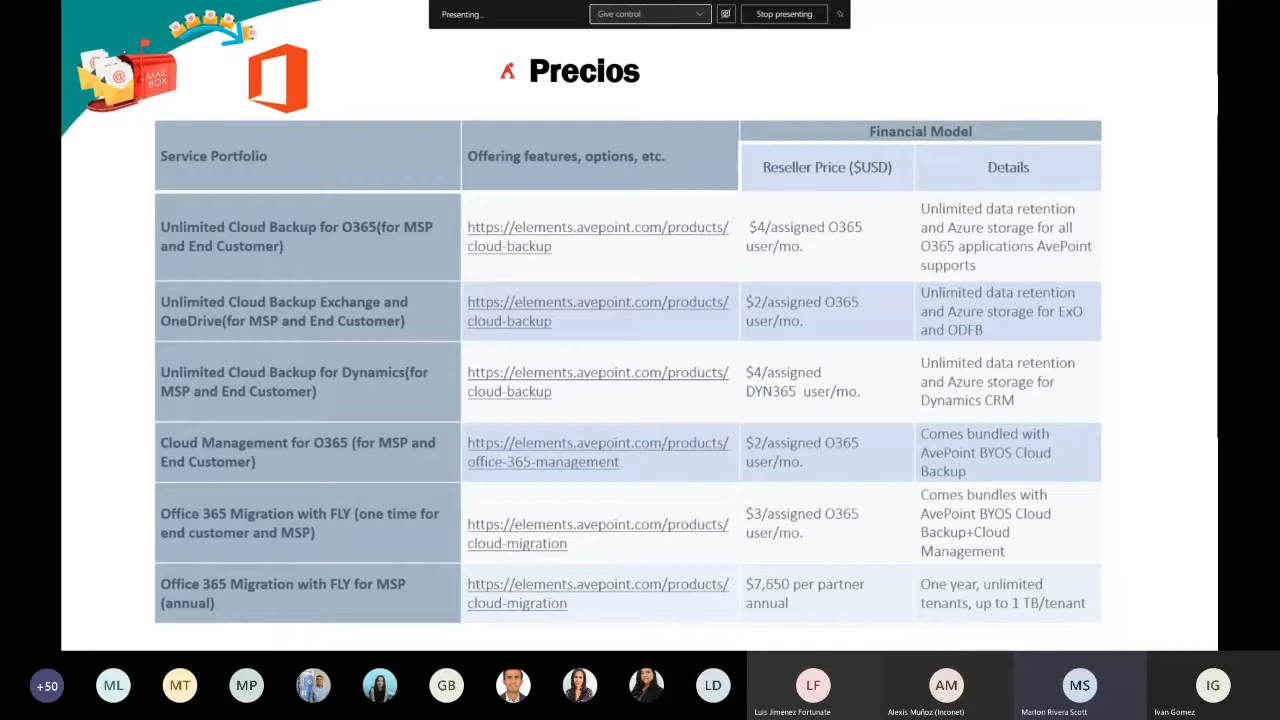 Presenting...
Give control
Stop presenting
MAIL
BOX
Precios
Service Portfolio
Offering features, options, etc.
Financial Model
Reseller Price ($USD)
Details
Unlimited Cloud Backup for O365(for MSP
and End Customer)
https://elements.avepoint.com/products/
cloud-backup
$4/assigned O365
user/mo.
Unlimited data retention
and Azure storage for all
O365 applications AvePoint
supports
Unlimited Cloud Backup Exchange and
OneDrive(for MSP and End Customer)
https://elements.avepoint.com/products/
cloud-backup
$2/assigned O365
user/mo.
Unlimited data retention
and Azure storage for ExO
and ODFB
Unlimited Cloud Backup for Dynamics(for
MSP and End Customer)
https://elements.avepoint.com/products/
cloud-backup
$4/assigned
DYN365 user/mo.
Unlimited data retention
and Azure storage for
Dynamics CRM
Cloud Management for O365 (for MSP and
End Customer)
https://elements.avepoint.com/products/
office-365-management
$2/assigned O365
user/mo.
Comes bundled with
AvePoint BYOS Cloud
Backup
Office 365 Migration with FLY (one time for
end customer and MSP)
https://elements.avepoint.com/products/
cloud-migration
$3/assigned O365
user/mo.
Comes bundles with
AvePoint BYOS Cloud
Backup+Cloud
Management
Office 365 Migration with FLY for MSP
(annual)
https://elements.avepoint.com/products/
cloud-migration
$7,650 per partner
annual
One year, unlimited
tenants, up to 1 TB/tenant
+50
ML
MT
MP
GB
LD
LF
Luis Jimenez Fortunate
AM
Alexis Muñoz (Inconet)
MS
Marlon Rivera Scott
IG
Ivan Gomez